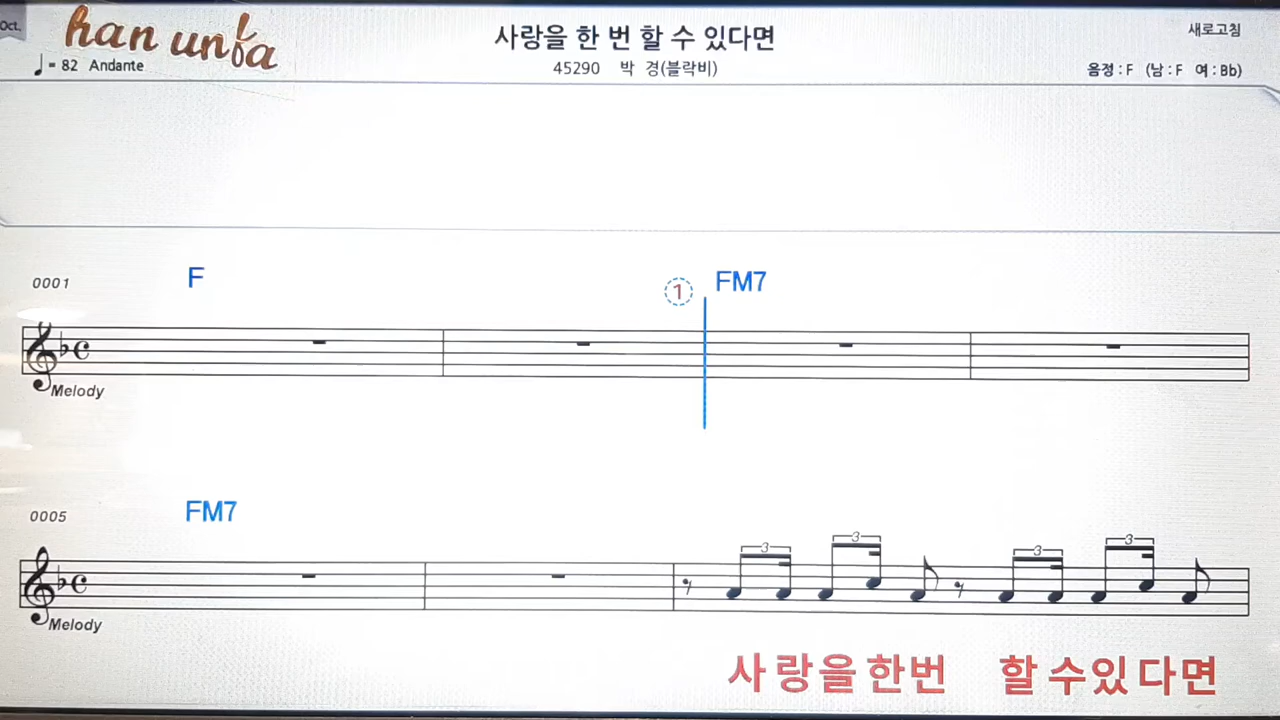 Oct.
han unfa
사랑을 한 번 할 수 있다면
새로고침
♩= 82 Andante
45290 박 경(블락비)
음정 : F (남 : F 여 : Bb)
0001
F
1
FM7
Melody
0005
FM7
3 3 3 3
Melody
사랑을한번 할수있다면